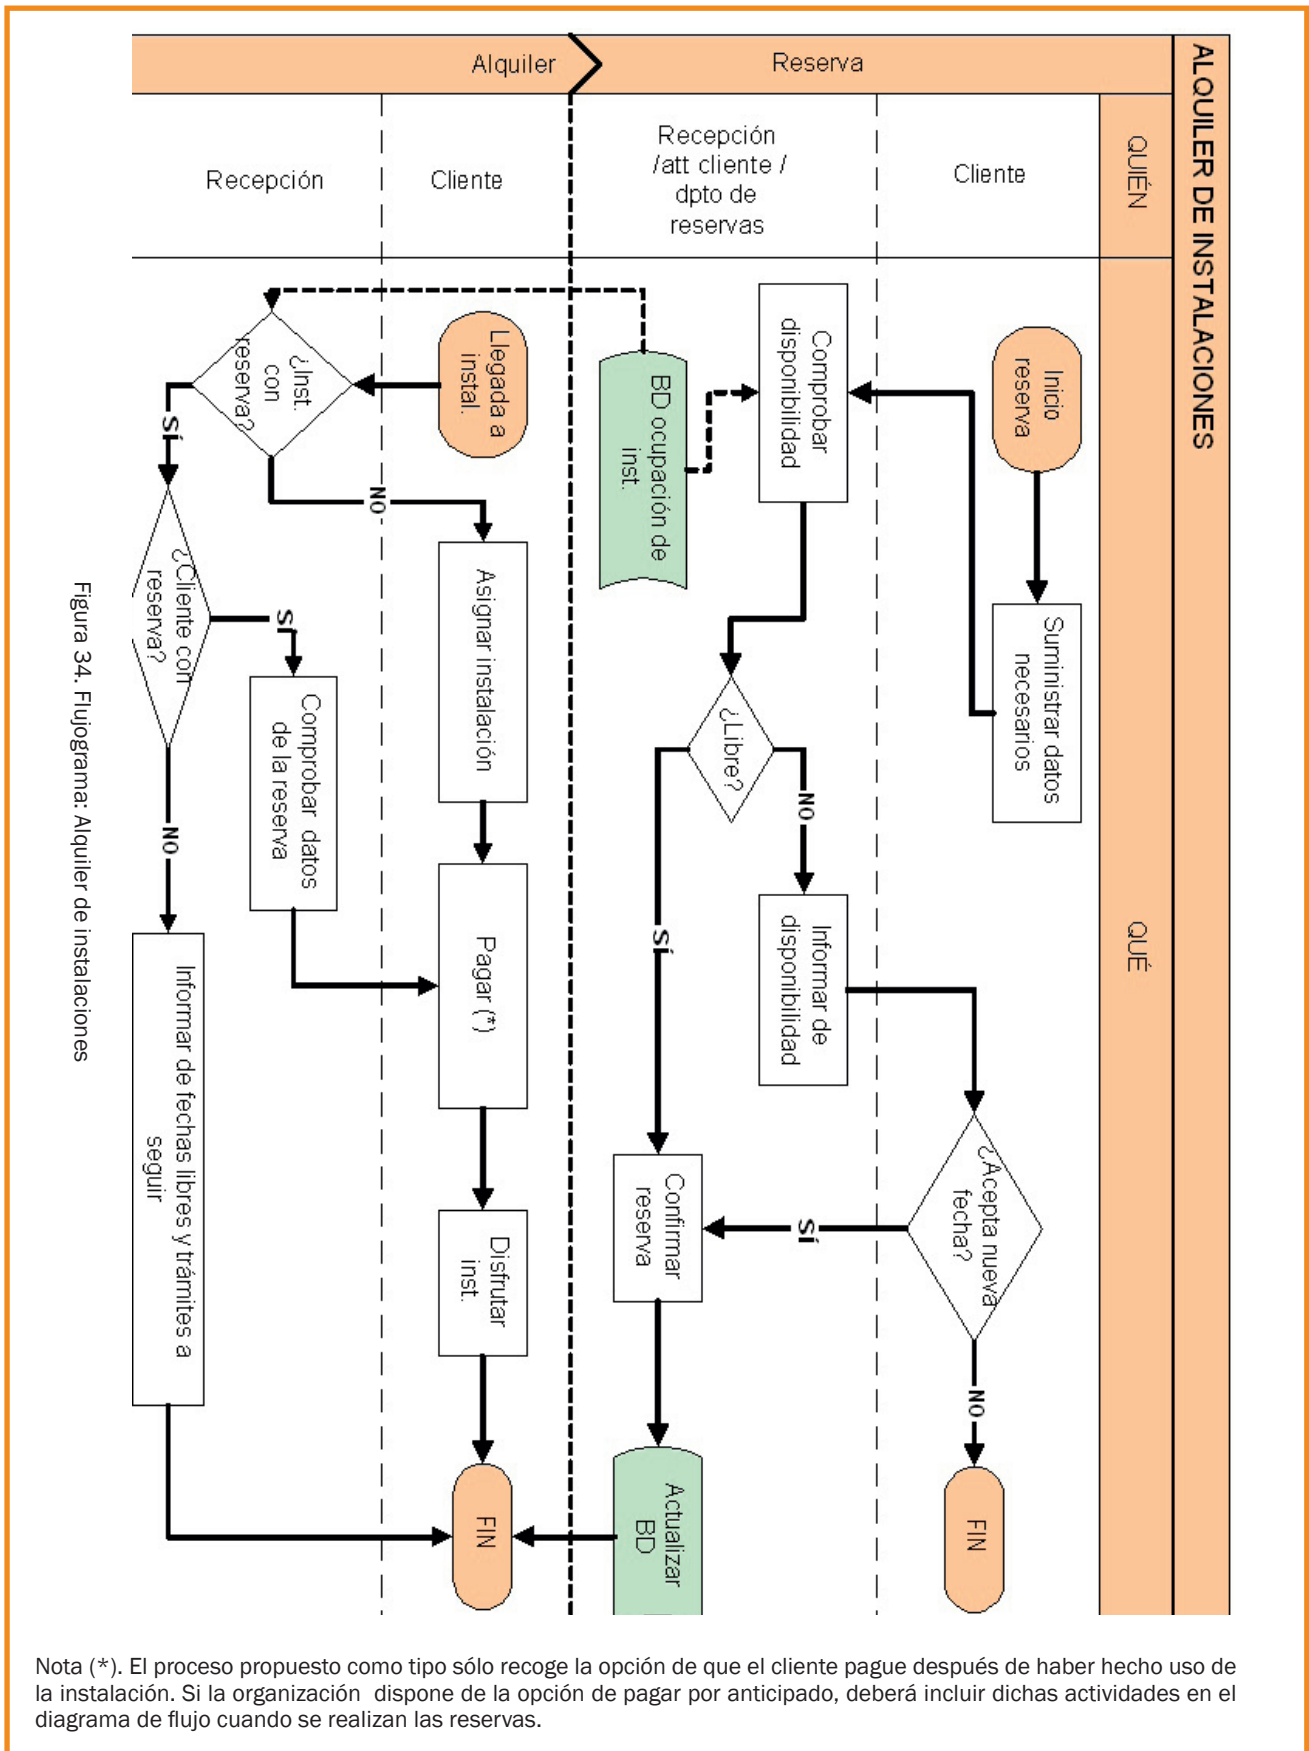 ALQUILER DE INSTALACIONES
QUIÉN
QUÉ
Reserva
Alquiler
Cliente
Recepción
/att cliente /
dpto de
reservas
Cliente
Recepción
Inicio
reserva
Suministrar datos
necesarios
¿Acepta nueva
fecha?
NO
FIN
SÍ
Comprobar
disponibilidad
¿Libre?
NO
Informar de
disponibilidad
SÍ
Confirmar
reserva
BD ocupación de
inst.
Actualizar
BD
Llegada a
instal.
Asignar instalación
Pagar (*)
Disfrutar
inst.
FIN
¿Inst.
con
reserva?
NO
SÍ
¿Cliente con
reserva?
SÍ
Comprobar datos
de la reserva
NO
Informar de fechas libres y trámites a
seguir
Figura 34. Flujograma: Alquiler de instalaciones
Nota (*). El proceso propuesto como tipo sólo recoge la opción de que el cliente pague después de haber hecho uso de
la instalación. Si la organización dispone de la opción de pagar por anticipado, deberá incluir dichas actividades en el
diagrama de flujo cuando se realizan las reservas.